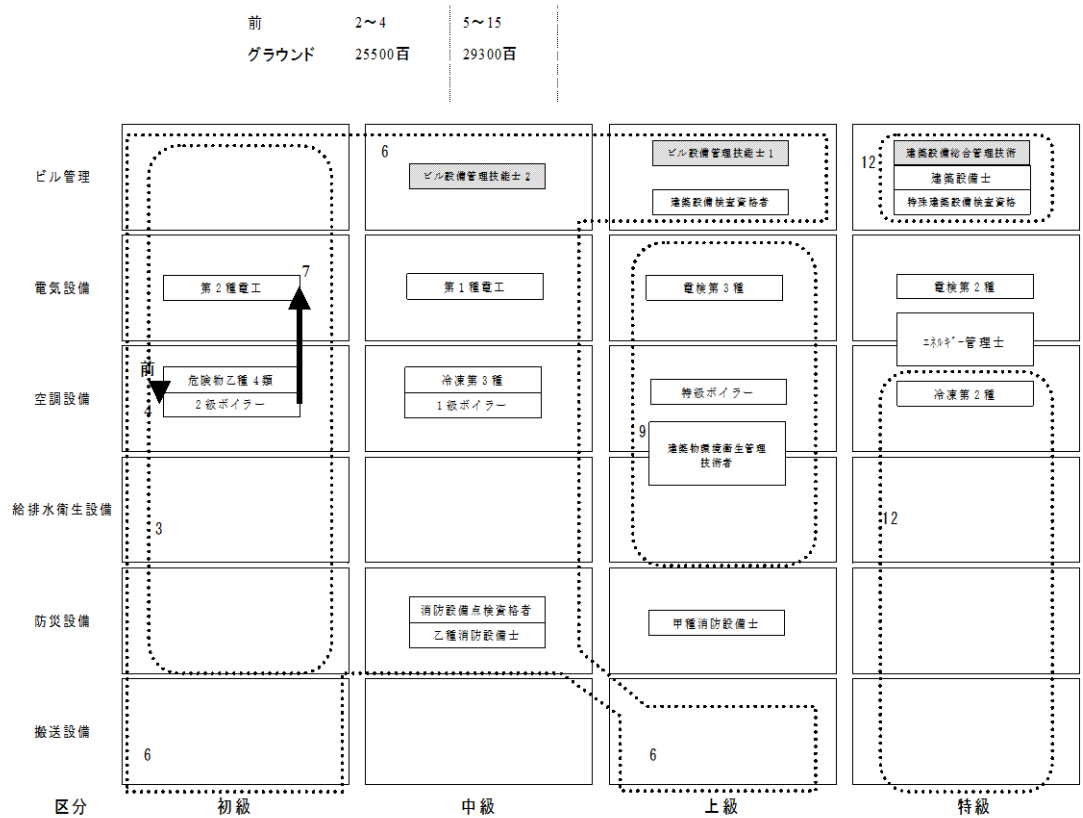 前 2～4 5～15
グラウンド 25500百 29300百
ビル管理
6
ビル設備管理技能士2
ビル設備管理技能士1
建築設備検査資格者
12
建築設備総合管理技術
建築設備士
特殊建築設備検査資格
電気設備
7
第2種電工
第1種電工
電検第3種
電検第2種
エネルギー管理士
空調設備
前
4
危険物乙種4類
2級ボイラー
冷凍第3種
1級ボイラー
特級ボイラー
9
建築物環境衛生管理
技術者
冷凍第2種
給排水衛生設備
3
12
防災設備
消防設備点検資格者
乙種消防設備士
甲種消防設備士
搬送設備
6
6
区分 初級 中級 上級 特級